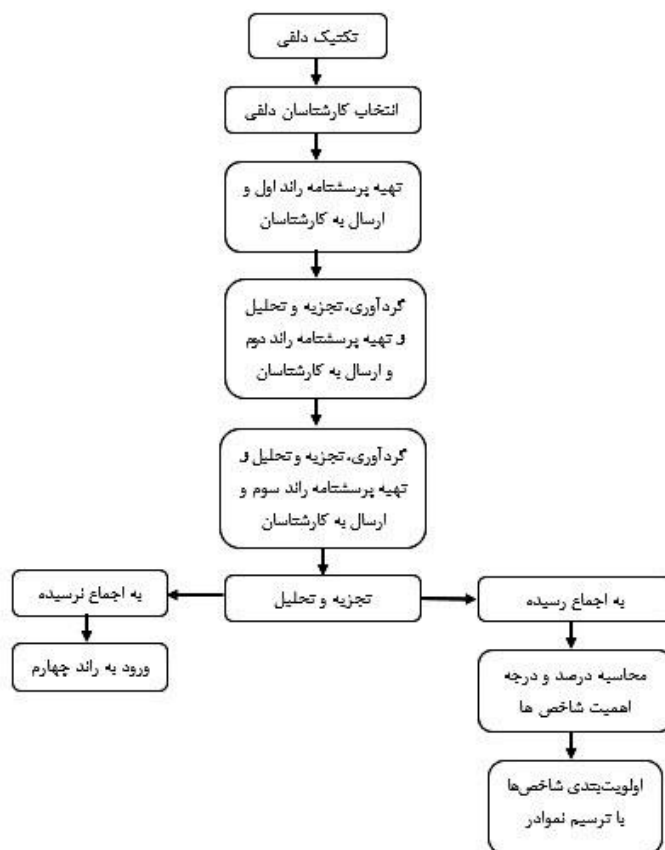 تکنیک دلفی
انتخاب کارشناسان دلفی
تهیه پرسشنامه راند اول و
ارسال به کارشناسان
گردآوری، تجزیه و تحلیل
و تهیه پرسشنامه راند دوم
و ارسال به کارشناسان
گردآوری، تجزیه و تحلیل و
تهیه پرسشنامه راند سوم و
ارسال به کارشناسان
تجزیه و تحلیل
به اجماع رسیده
به اجماع نرسیده
محاسبه درصد و درجه
اهمیت شاخص ها
ورود به راند چهارم
اولویت‌بندی شاخص‌ها
با ترسیم نموادر